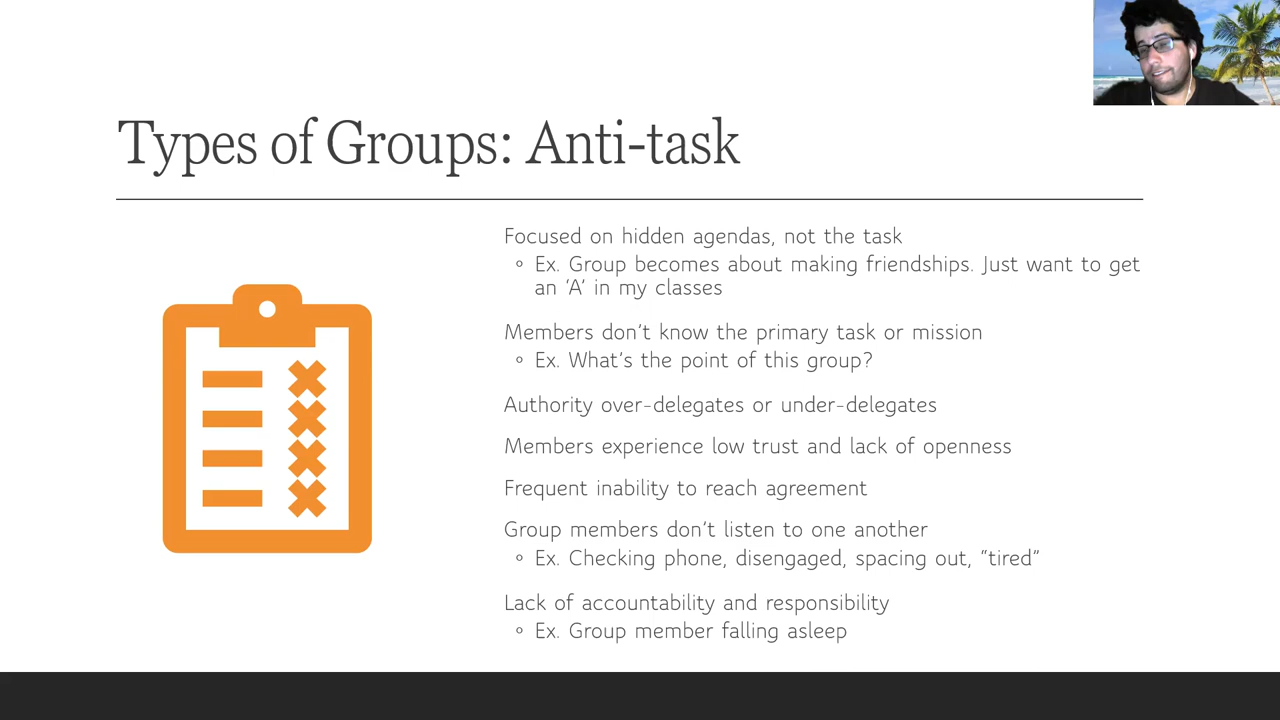 Types of Groups: Anti-task
Focused on hidden agendas, not the task
◦ Ex. Group becomes about making friendships. Just want to get
an ‘A’ in my classes
Members don’t know the primary task or mission
◦ Ex. What’s the point of this group?
Authority over-delegates or under-delegates
Members experience low trust and lack of openness
Frequent inability to reach agreement
Group members don’t listen to one another
◦ Ex. Checking phone, disengaged, spacing out, “tired”
Lack of accountability and responsibility
◦ Ex. Group member falling asleep